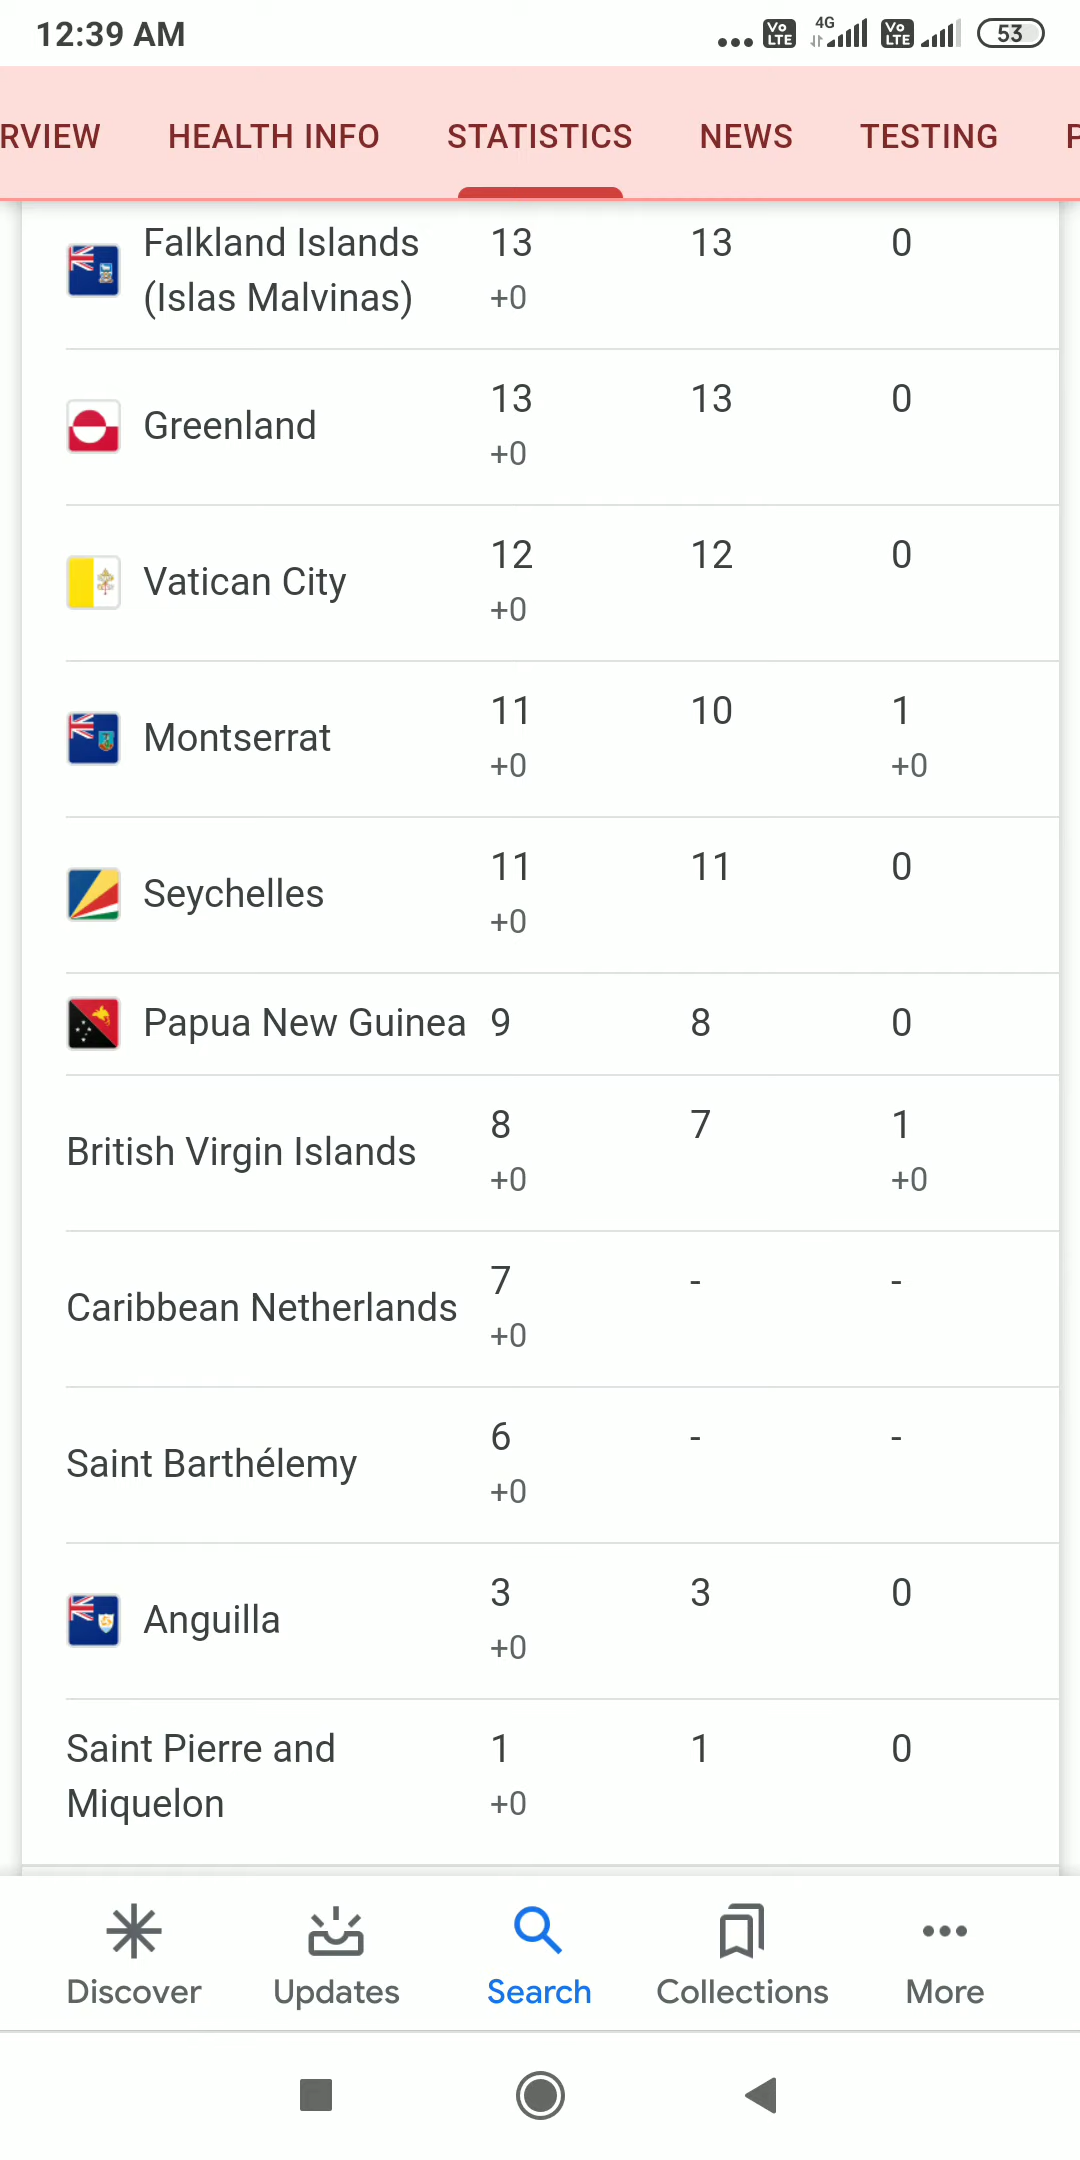 12:39 AM ... Vo LTE 4G Vo LTE 53
RVIEW HEALTH INFO STATISTICS NEWS TESTING P
Falkland Islands 13 13 0
(Islas Malvinas) +0
Greenland 13 13 0
+0
Vatican City 12 12 0
+0
Montserrat 11 10 1
+0 +0
Seychelles 11 11 0
+0
Papua New Guinea 9 8 0
British Virgin Islands 8 7 1
+0 +0
Caribbean Netherlands 7 - -
+0
Saint Barthélemy 6 - -
+0
Anguilla 3 3 0
+0
Saint Pierre and 1 1 0
Miquelon +0
Discover Updates Search Collections More